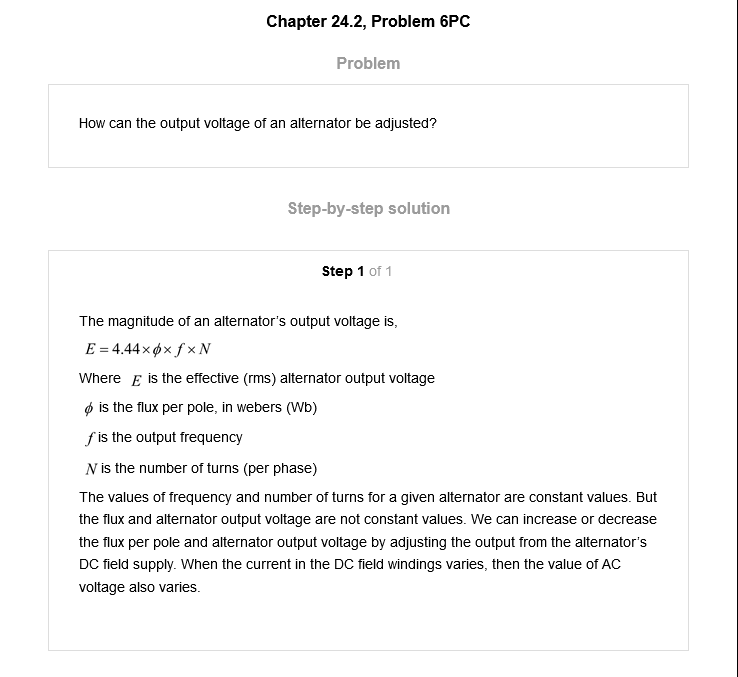 Chapter 24.2, Problem 6PC
Problem
How can the output voltage of an alternator be adjusted?
Step-by-step solution
Step 1 of 1
The magnitude of an alternator's output voltage is,
E = 4.44 × ϕ × f × N
Where E is the effective (rms) alternator output voltage
ϕ is the flux per pole, in webers (Wb)
f is the output frequency
N is the number of turns (per phase)
The values of frequency and number of turns for a given alternator are constant values. But
the flux and alternator output voltage are not constant values. We can increase or decrease
the flux per pole and alternator output voltage by adjusting the output from the alternator's
DC field supply. When the current in the DC field windings varies, then the value of AC
voltage also varies.